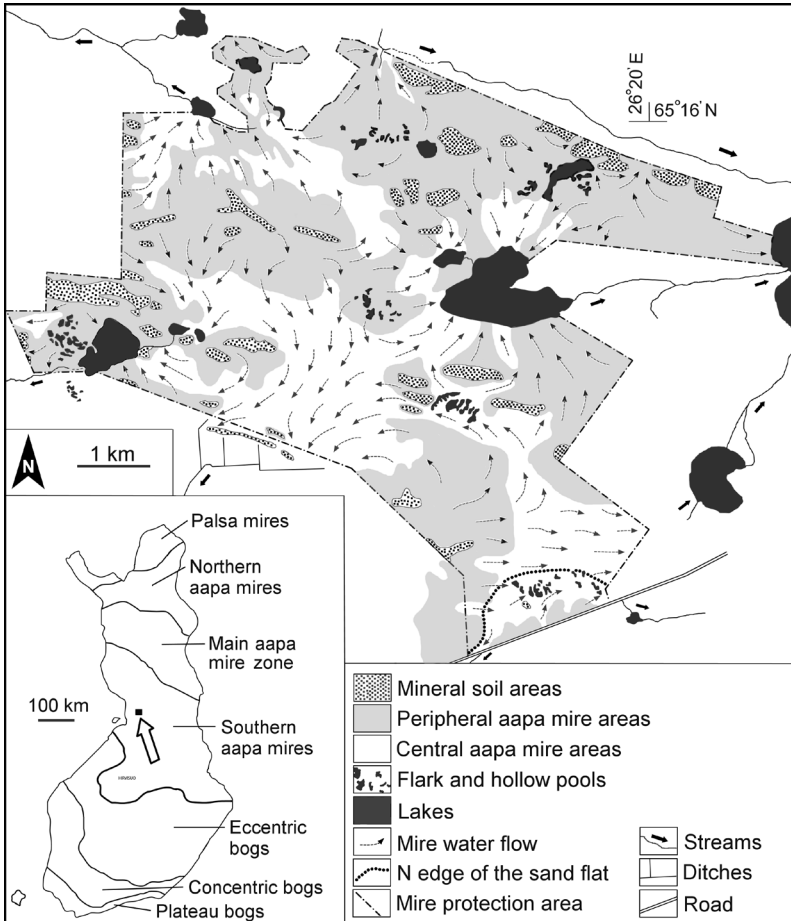 26°20' E
65°16' N
N
1 km
Palsa mires
Northern
aapa mires
Main aapa
mire zone
100 km
Southern
aapa mires
Eccentric
bogs
Concentric bogs
Plateau bogs
Mineral soil areas
Peripheral aapa mire areas
Central aapa mire areas
Flark and hollow pools
Lakes
Mire water flow
N edge of the sand flat
Mire protection area
Streams
Ditches
Road